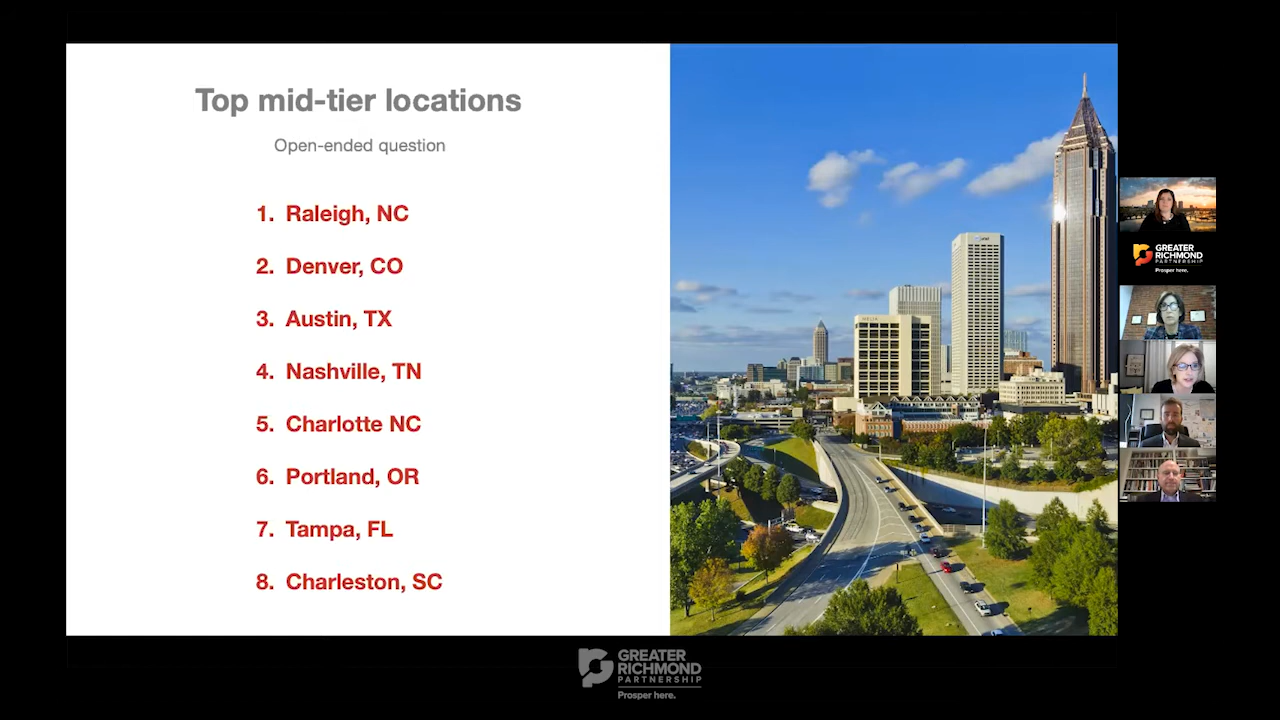 Top mid-tier locations
Open-ended question
1. Raleigh, NC
2. Denver, CO
3. Austin, TX
4. Nashville, TN
5. Charlotte NC
6. Portland, OR
7. Tampa, FL
8. Charleston, SC
at&t
GREATER
RICHMOND
PARTNERSHIP
Prosper here.
GREATER
RICHMOND
PARTNERSHIP
Prosper here.